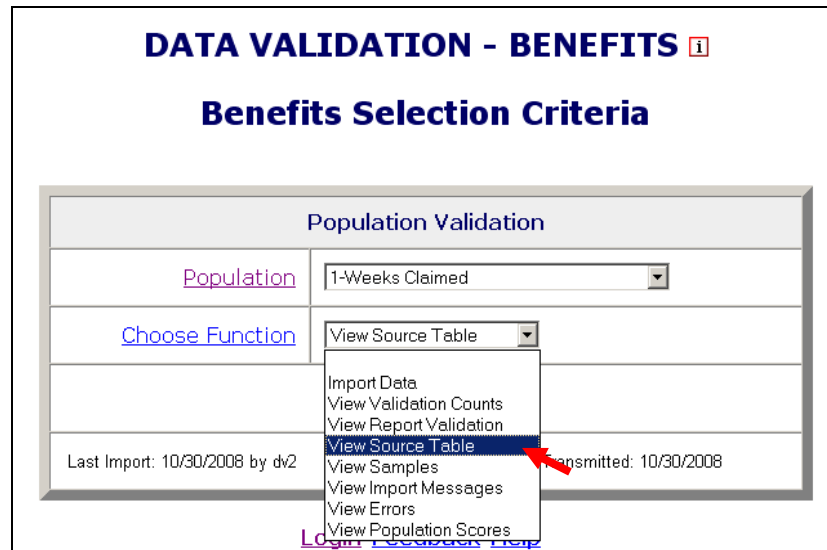 DATA VALIDATION - BENEFITS i
Benefits Selection Criteria
Population Validation
Population 1-Weeks Claimed
Choose Function View Source Table
Import Data
View Validation Counts
View Report Validation
View Source Table
View Samples
View Import Messages
View Errors
View Population Scores
Last Import: 10/30/2008 by dv2 Transmitted: 10/30/2008
Login Feedback Help